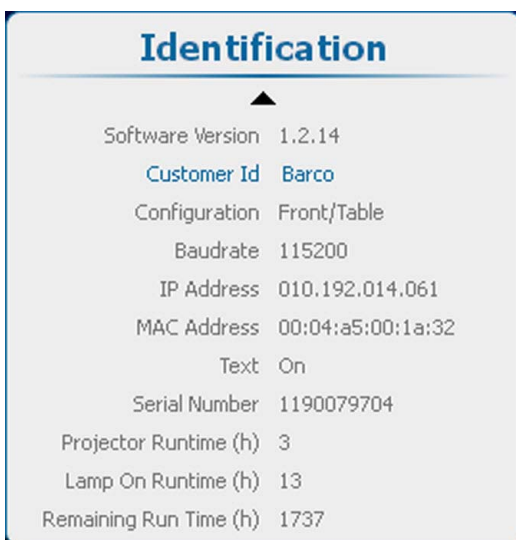 Identification
Software Version 1.2.14
Customer Id Barco
Configuration Front/Table
Baudrate 115200
IP Address 010.192.014.061
MAC Address 00:04:a5:00:1a:32
Text On
Serial Number 1190079704
Projector Runtime (h) 3
Lamp On Runtime (h) 13
Remaining Run Time (h) 1737